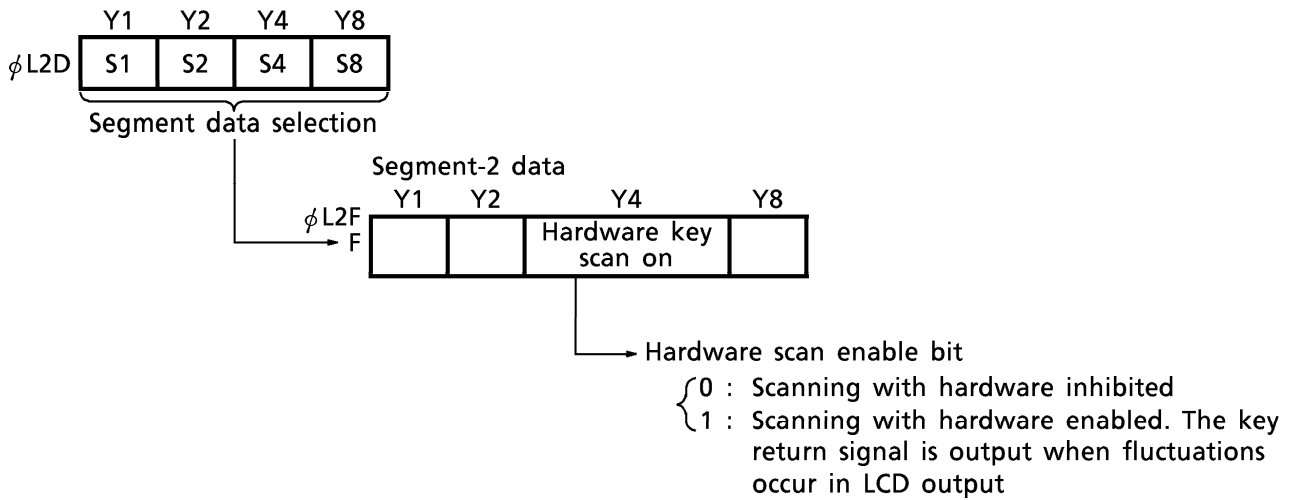 Y1 Y2 Y4 Y8
ϕL2D S1 S2 S4 S8
Segment data selection
Segment-2 data
Y1 Y2 Y4 Y8
ϕL2F
F
Hardware key
scan on
Hardware scan enable bit
0 : Scanning with hardware inhibited
1 : Scanning with hardware enabled. The key
return signal is output when fluctuations
occur in LCD output